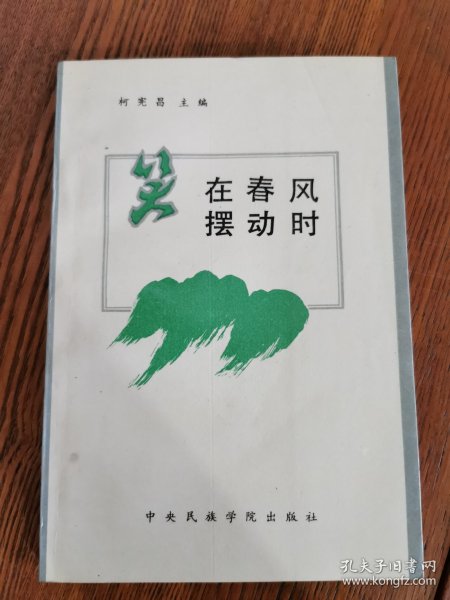 柯宪昌 主编
笑
在春风
摆动时
中央民族学院出版社
孔夫子旧书网
www.kongfz.com